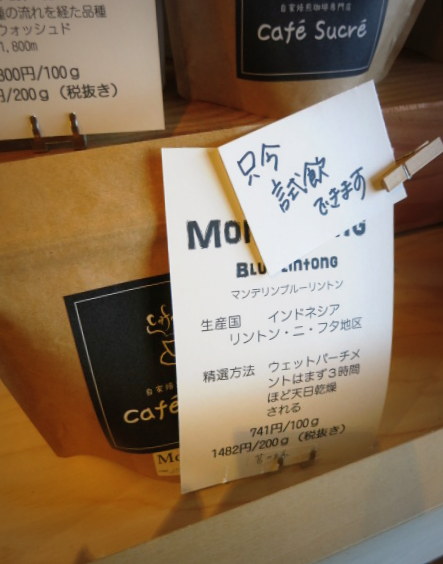 の流れを経た品種
ウォッシュド
1,800m
800円/100g
円/200g（税抜き）
自家焙煎珈琲専門店
Café Sucré
只今
試飲
できます
マンデリンブルーリントン
生産国 インドネシア
リントン・ニ・フタ地区
精選方法 ウェットパーチメ
ントはまず３時間
ほど天日乾燥
される
741円/100g
1482円/200g（税抜き）
自家焙
Café